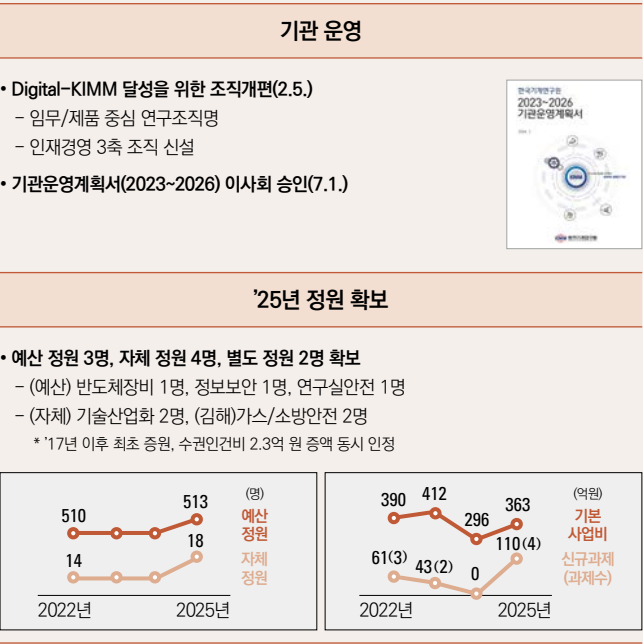 기관 운영
• Digital-KIMM 달성을 위한 조직개편(2.5.)
- 임무/제품 중심 연구조직명
- 인재경영 3축 조직 신설
• 기관운영계획서(2023~2026) 이사회 승인(7.1.)
한국기계연구원
2023~2026
기관운영계획서
KIMM
’25년 정원 확보
• 예산 정원 3명, 자체 정원 4명, 별도 정원 2명 확보
- (예산) 반도체장비 1명, 정보보안 1명, 연구실안전 1명
- (자체) 기술산업화 2명, (김해)가스/소방안전 2명
* ’17년 이후 최초 증원, 수권인건비 2.3억 원 증액 동시 인정
(명)
510
513
예산
정원
14
18
자체
정원
2022년
2025년
(억원)
390
412
296
363
기본
사업비
61(3)
43(2)
0
110(4)
신규과제
(과제수)
2022년
2025년